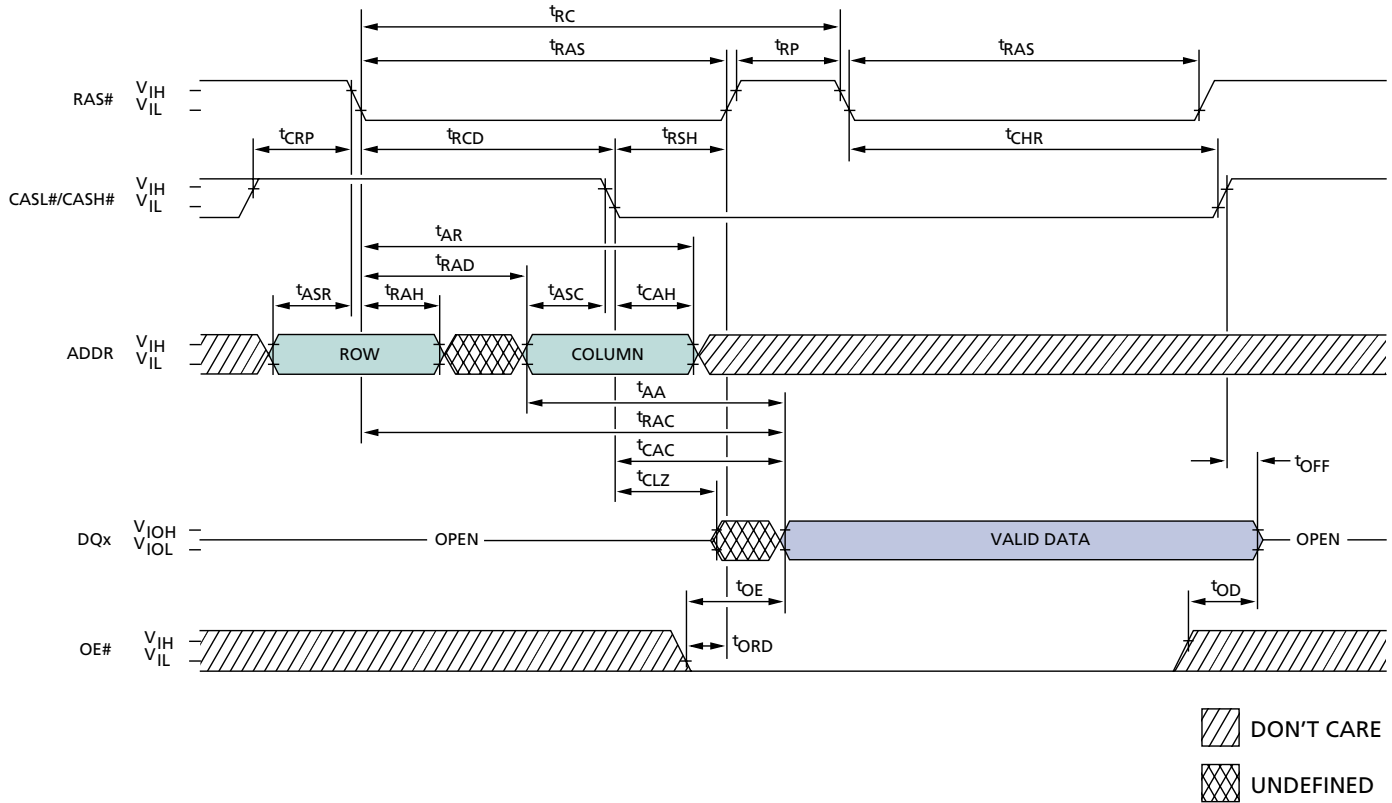 tRC
tRAS tRP tRAS
RAS# VIH
VIL
tCRP tRCD tRSH tCHR
CASL#/CASH# VIH
VIL
tAR
tRAD
tASR tRAH tASC tCAH
ADDR VIH
VIL
ROW COLUMN
tAA
tRAC
tCAC
tCLZ tOFF
DQx VIOH
VIOL
OPEN VALID DATA OPEN
tOE tOD
OE# VIH
VIL
tORD
DON'T CARE
UNDEFINED